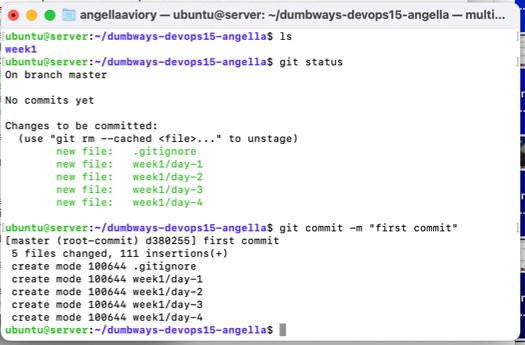 angellaaviory — ubuntu@server: ~/dumbways-devops15-angella — multi...
[ubuntu@server:~/dumbways-devops15-angella$ ls
week1
[ubuntu@server:~/dumbways-devops15-angella$ git status
On branch master

No commits yet

Changes to be committed:
  (use "git rm --cached <file>..." to unstage)
        new file:   .gitignore
        new file:   week1/day-1
        new file:   week1/day-2
        new file:   week1/day-3
        new file:   week1/day-4

[ubuntu@server:~/dumbways-devops15-angella$ git commit -m "first commit"
[master (root-commit) d380255] first commit
 5 files changed, 111 insertions(+)
 create mode 100644 .gitignore
 create mode 100644 week1/day-1
 create mode 100644 week1/day-2
 create mode 100644 week1/day-3
 create mode 100644 week1/day-4
ubuntu@server:~/dumbways-devops15-angella$